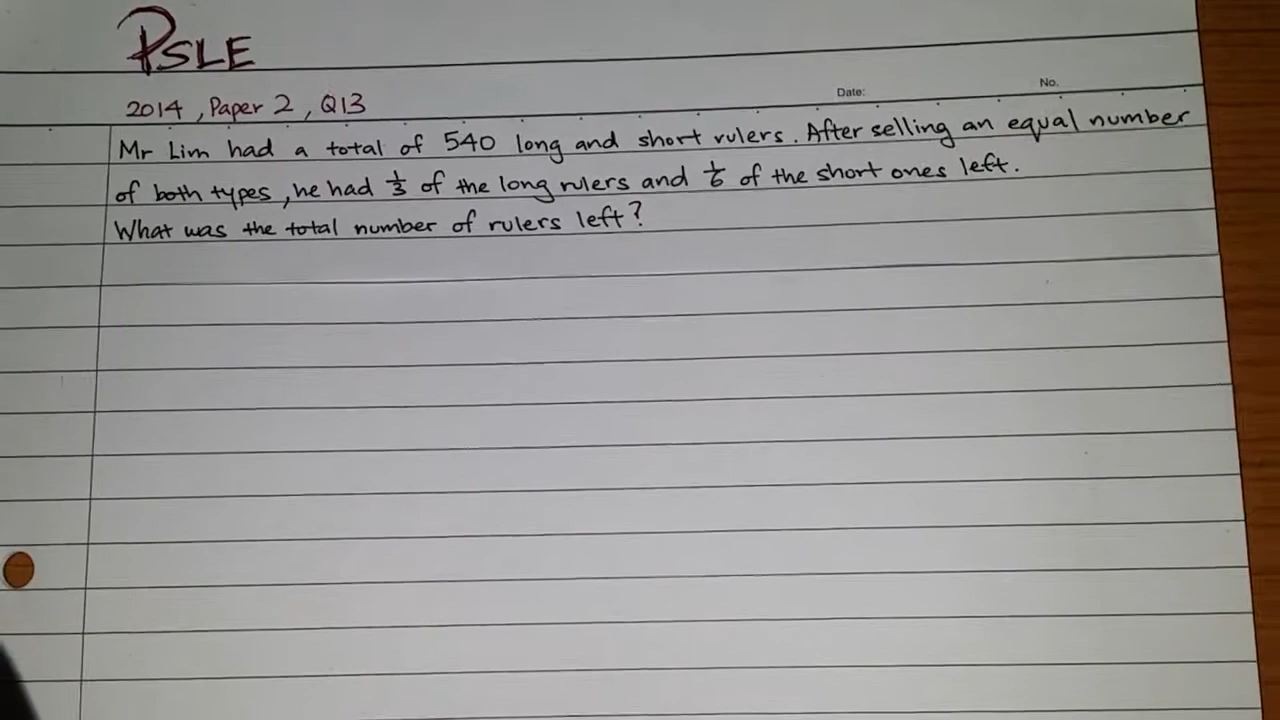 PSLE
2014, Paper 2, Q13
Date:
No.
Mr Lim had a total of 540 long and short rulers. After selling an equal number
of both types, he had 1/3 of the long rulers and 1/6 of the short ones left.
What was the total number of rulers left?